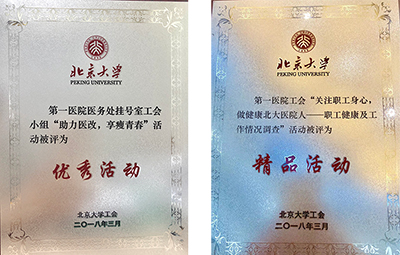 北京大学
PEKING UNIVERSITY
第一医院医务处挂号室工会
小组“助力医改，享瘦青春”活
动被评为
优秀活动
北京大学工会
二〇一八年三月
北京大学
PEKING UNIVERSITY
第一医院工会“关注职工身心，
做健康北大医院人——职工健康及工
作情况调查”活动被评为
精品活动
北京大学工会
二〇一八年三月